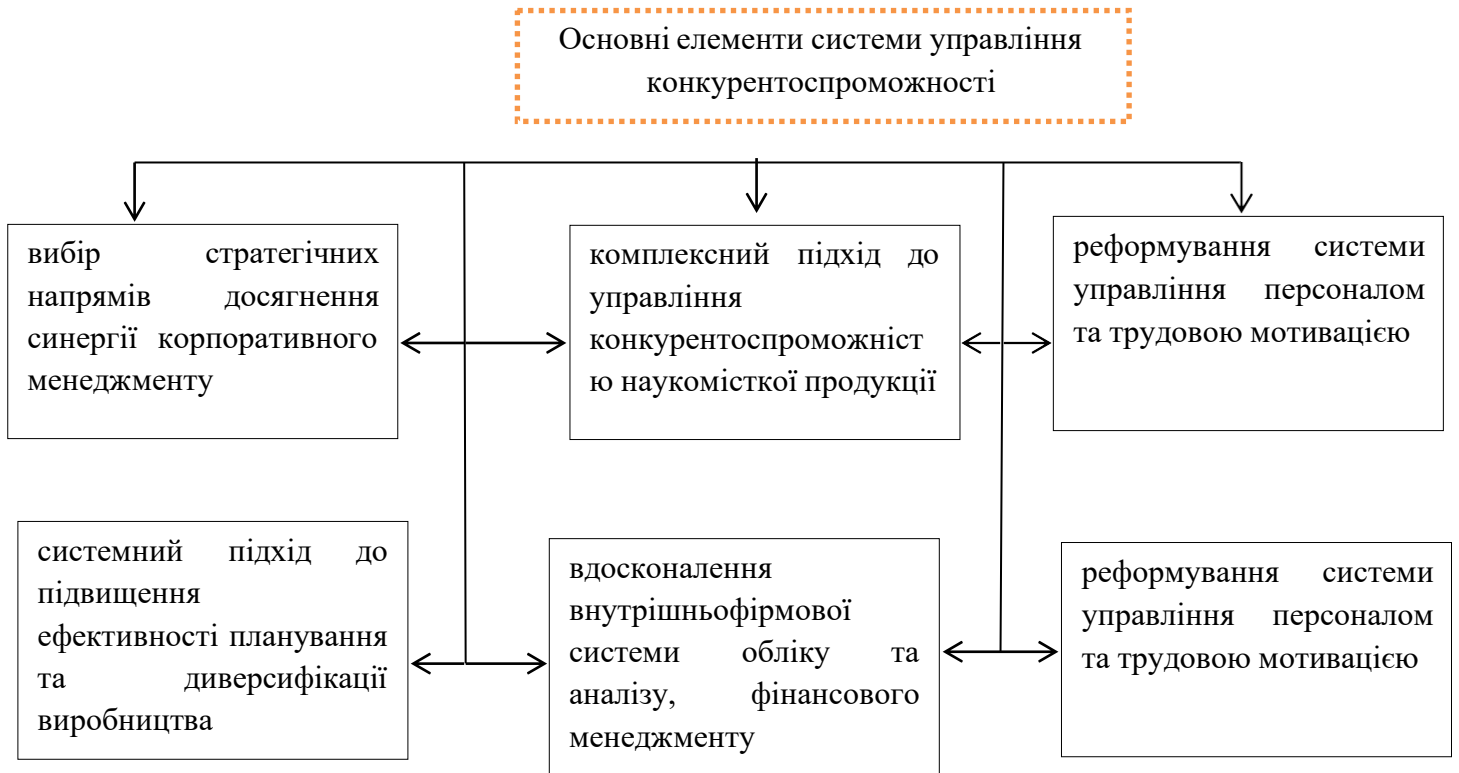 Основні елементи системи управління
конкурентоспроможності
вибір стратегічних
напрямів досягнення
синергії корпоративного
менеджменту
комплексний підхід до
управління
конкурентоспроможніст
ю наукомісткої продукції
реформування системи
управління персоналом
та трудовою мотивацією
системний підхід до
підвищення
ефективності планування
та диверсифікації
виробництва
вдосконалення
внутрішньофірмової
системи обліку та
аналізу, фінансового
менеджменту
реформування системи
управління персоналом
та трудовою мотивацією